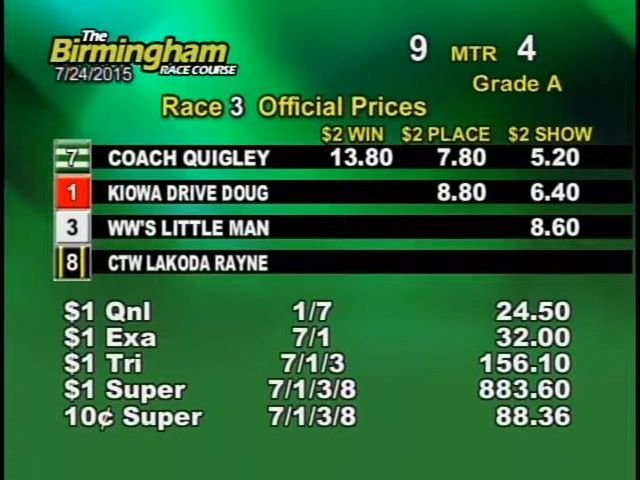 The
Birmingham
RACE COURSE
7/24/2015
9 MTR 4
Grade A
Race 3 Official Prices
$2 WIN $2 PLACE $2 SHOW
7 COACH QUIGLEY 13.80 7.80 5.20
1 KIOWA DRIVE DOUG 8.80 6.40
3 WW'S LITTLE MAN 8.60
8 CTW LAKODA RAYNE
$1 Qnl 1/7 24.50
$1 Exa 7/1 32.00
$1 Tri 7/1/3 156.10
$1 Super 7/1/3/8 883.60
10¢ Super 7/1/3/8 88.36